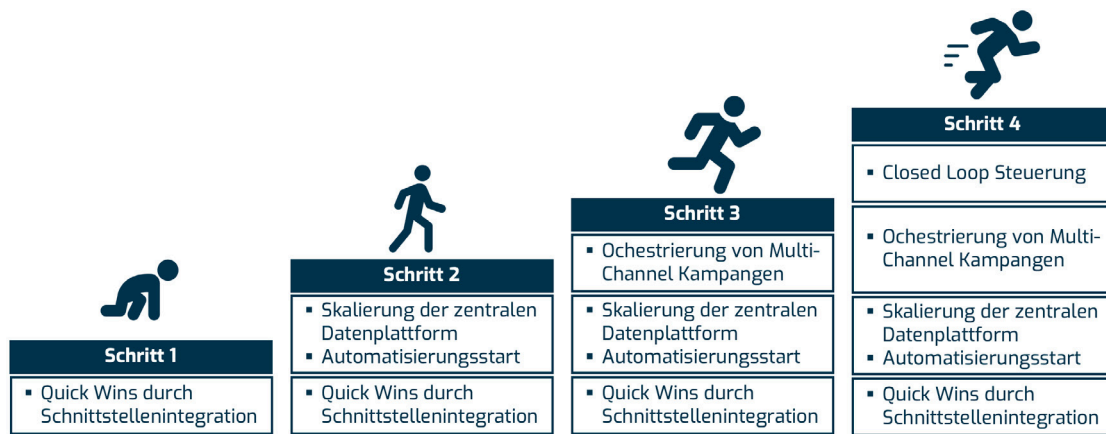 Schritt 1
▪ Quick Wins durch
Schnittstellenintegration
Schritt 2
▪ Skalierung der zentralen
Datenplattform
▪ Automatisierungsstart
▪ Quick Wins durch
Schnittstellenintegration
Schritt 3
▪ Ochestrierung von Multi-
Channel Kampangen
▪ Skalierung der zentralen
Datenplattform
▪ Automatisierungsstart
▪ Quick Wins durch
Schnittstellenintegration
Schritt 4
▪ Closed Loop Steuerung
▪ Ochestrierung von Multi-
Channel Kampangen
▪ Skalierung der zentralen
Datenplattform
▪ Automatisierungsstart
▪ Quick Wins durch
Schnittstellenintegration